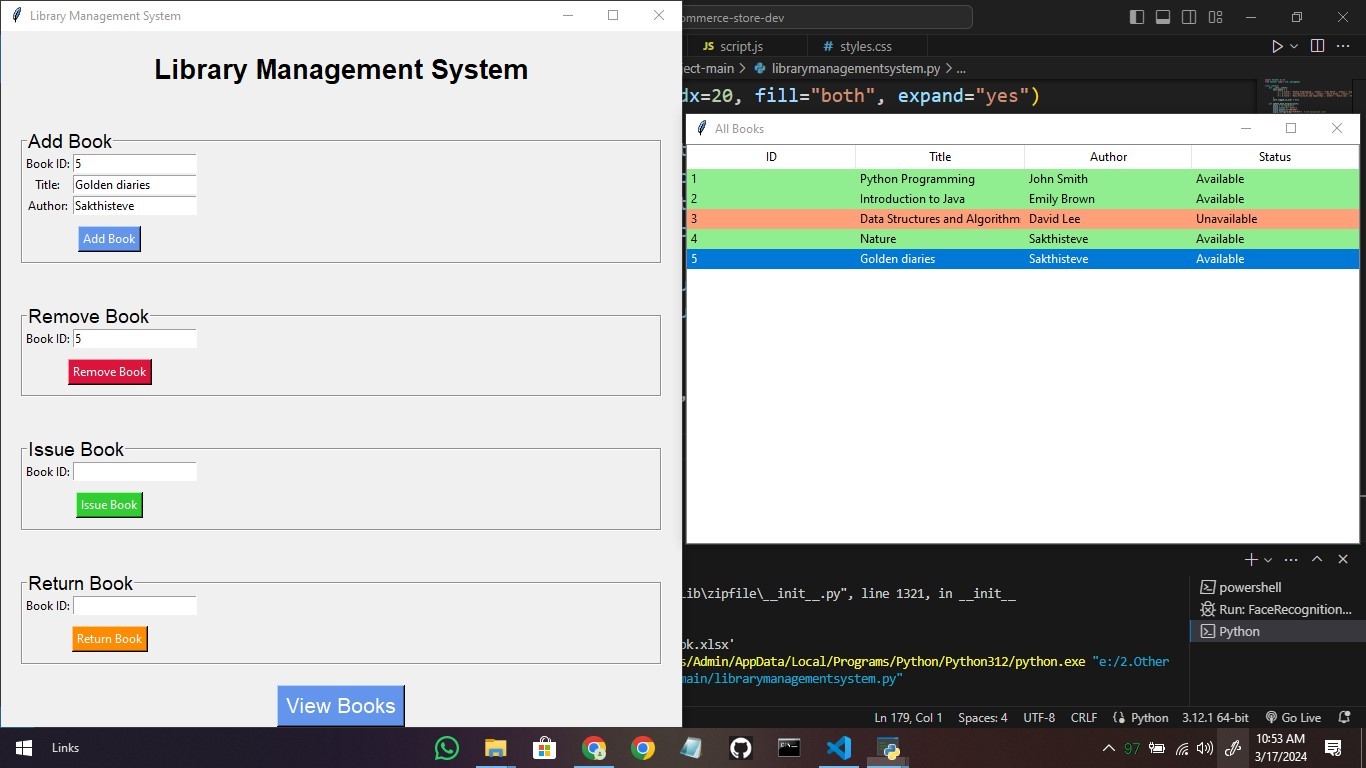 Library Management System
Library Management System
Add Book
Book ID: 5
Title: Golden diaries
Author: Sakthisteve
Add Book
Remove Book
Book ID: 5
Remove Book
Issue Book
Book ID:
Issue Book
Return Book
Book ID:
Return Book
View Books
ommerce-store-dev
JS script.js # styles.css
ject-main > librarymanagementsystem.py > ...
dx=20, fill="both", expand="yes")
All Books
ID Title Author Status
1 Python Programming John Smith Available
2 Introduction to Java Emily Brown Available
3 Data Structures and Algorithm David Lee Unavailable
4 Nature Sakthisteve Available
5 Golden diaries Sakthisteve Available
ib\zipfile\__init__.py", line 1321, in __init__
ok.xlsx'
s/Admin/AppData/Local/Programs/Python/Python312/python.exe "e:/2.Other
main/librarymanagementsystem.py"
powershell
Run: FaceRecognition...
Python
Ln 179, Col 1 Spaces: 4 UTF-8 CRLF Python 3.12.1 64-bit Go Live
Links
97
10:53 AM
3/17/2024